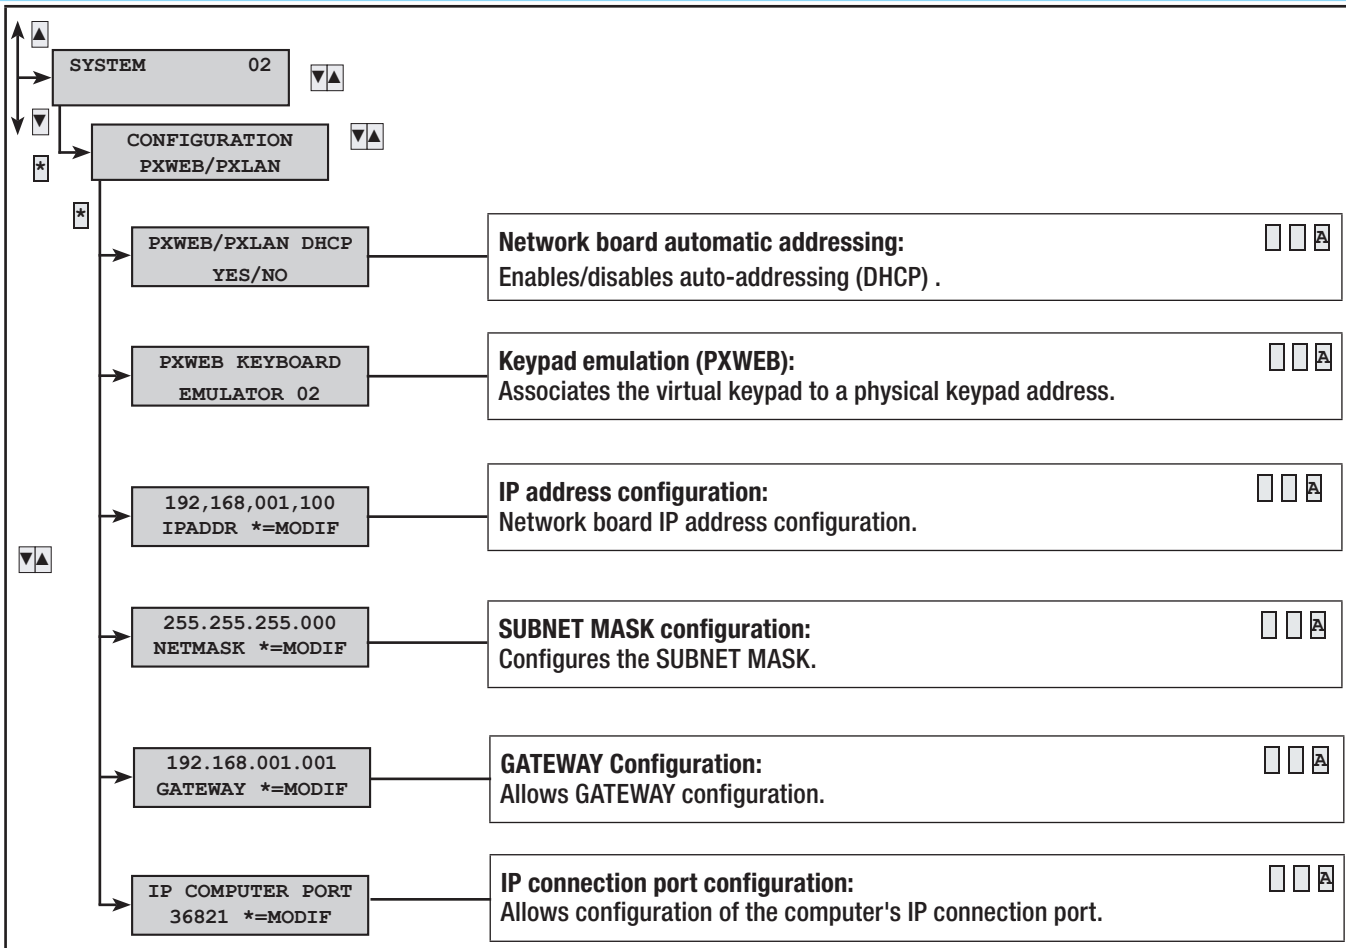 ▲
SYSTEM 02
▼▲
▼
CONFIGURATION
PXWEB/PXLAN
▼▲
*
*
PXWEB/PXLAN DHCP
YES/NO
Network board automatic addressing:
A
Enables/disables auto-addressing (DHCP) .
PXWEB KEYBOARD
EMULATOR 02
Keypad emulation (PXWEB):
A
Associates the virtual keypad to a physical keypad address.
192,168,001,100
IPADDR *=MODIF
IP address configuration:
A
Network board IP address configuration.
▼▲
255.255.255.000
NETMASK *=MODIF
SUBNET MASK configuration:
A
Configures the SUBNET MASK.
192.168.001.001
GATEWAY *=MODIF
GATEWAY Configuration:
A
Allows GATEWAY configuration.
IP COMPUTER PORT
36821 *=MODIF
IP connection port configuration:
A
Allows configuration of the computer's IP connection port.